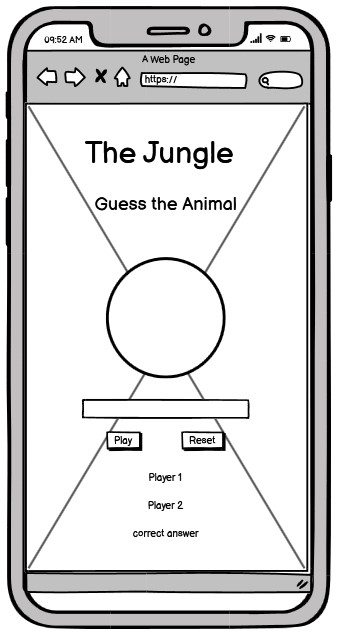 09:52 AM
A Web Page
https://
The Jungle
Guess the Animal
Play
Reset
Player 1
Player 2
correct answer